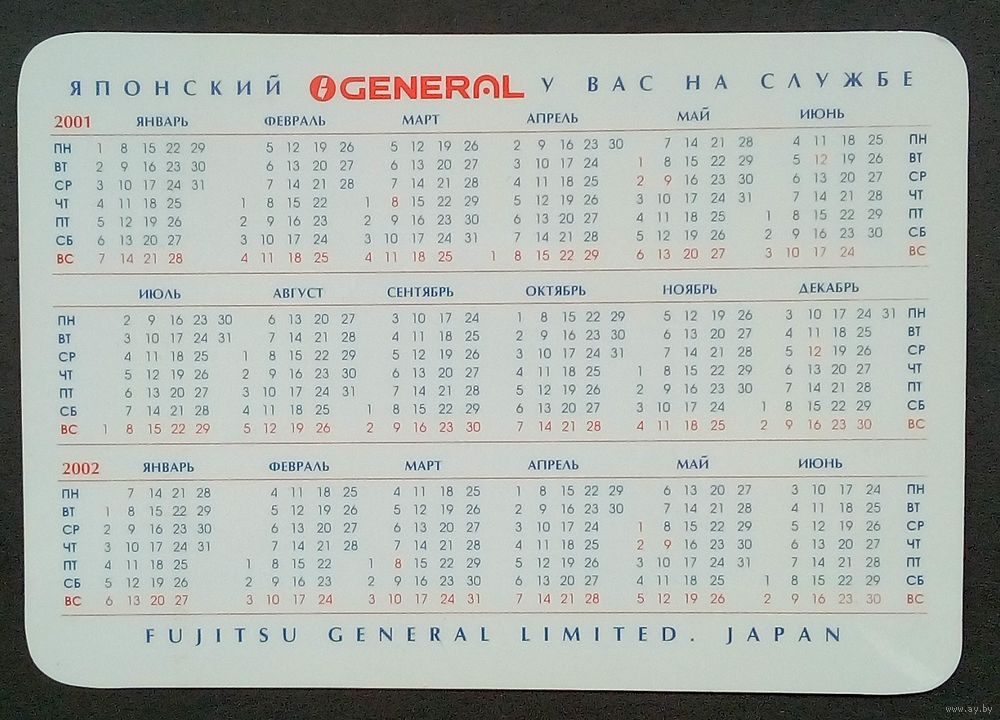 ЯПОНСКИЙ GENERAL У ВАС НА СЛУЖБЕ
2001 ЯНВАРЬ ФЕВРАЛЬ МАРТ АПРЕЛЬ МАЙ ИЮНЬ
ПН 1 8 15 22 29 5 12 19 26 5 12 19 26 2 9 16 23 30 7 14 21 28 4 11 18 25 ПН
ВТ 2 9 16 23 30 6 13 20 27 6 13 20 27 3 10 17 24 1 8 15 22 29 5 12 19 26 ВТ
СР 3 10 17 24 31 7 14 21 28 7 14 21 28 4 11 18 25 2 9 16 23 30 6 13 20 27 СР
ЧТ 4 11 18 25 1 8 15 22 1 8 15 22 29 5 12 19 26 3 10 17 24 31 7 14 21 28 ЧТ
ПТ 5 12 19 26 2 9 16 23 2 9 16 23 30 6 13 20 27 4 11 18 25 1 8 15 22 29 ПТ
СБ 6 13 20 27 3 10 17 24 3 10 17 24 31 7 14 21 28 5 12 19 26 2 9 16 23 30 СБ
ВС 7 14 21 28 4 11 18 25 4 11 18 25 1 8 15 22 29 6 13 20 27 3 10 17 24 ВС
ИЮЛЬ АВГУСТ СЕНТЯБРЬ ОКТЯБРЬ НОЯБРЬ ДЕКАБРЬ
ПН 2 9 16 23 30 6 13 20 27 3 10 17 24 1 8 15 22 29 5 12 19 26 3 10 17 24 31 ПН
ВТ 3 10 17 24 31 7 14 21 28 4 11 18 25 2 9 16 23 30 6 13 20 27 4 11 18 25 ВТ
СР 4 11 18 25 1 8 15 22 29 5 12 19 26 3 10 17 24 31 7 14 21 28 5 12 19 26 СР
ЧТ 5 12 19 26 2 9 16 23 30 6 13 20 27 4 11 18 25 1 8 15 22 29 6 13 20 27 ЧТ
ПТ 6 13 20 27 3 10 17 24 31 7 14 21 28 5 12 19 26 2 9 16 23 30 7 14 21 28 ПТ
СБ 7 14 21 28 4 11 18 25 1 8 15 22 29 6 13 20 27 3 10 17 24 1 8 15 22 29 СБ
ВС 1 8 15 22 29 5 12 19 26 2 9 16 23 30 7 14 21 28 4 11 18 25 2 9 16 23 30 ВС
2002 ЯНВАРЬ ФЕВРАЛЬ МАРТ АПРЕЛЬ МАЙ ИЮНЬ
ПН 7 14 21 28 4 11 18 25 4 11 18 25 1 8 15 22 29 6 13 20 27 3 10 17 24 ПН
ВТ 1 8 15 22 29 5 12 19 26 5 12 19 26 2 9 16 23 30 7 14 21 28 4 11 18 25 ВТ
СР 2 9 16 23 30 6 13 20 27 6 13 20 27 3 10 17 24 1 8 15 22 29 5 12 19 26 СР
ЧТ 3 10 17 24 31 7 14 21 28 7 14 21 28 4 11 18 25 2 9 16 23 30 6 13 20 27 ЧТ
ПТ 4 11 18 25 1 8 15 22 1 8 15 22 29 5 12 19 26 3 10 17 24 31 7 14 21 28 ПТ
СБ 5 12 19 26 2 9 16 23 2 9 16 23 30 6 13 20 27 4 11 18 25 1 8 15 22 29 СБ
ВС 6 13 20 27 3 10 17 24 3 10 17 24 31 7 14 21 28 5 12 19 26 2 9 16 23 30 ВС
FUJITSU GENERAL LIMITED. JAPAN
www.ay.by